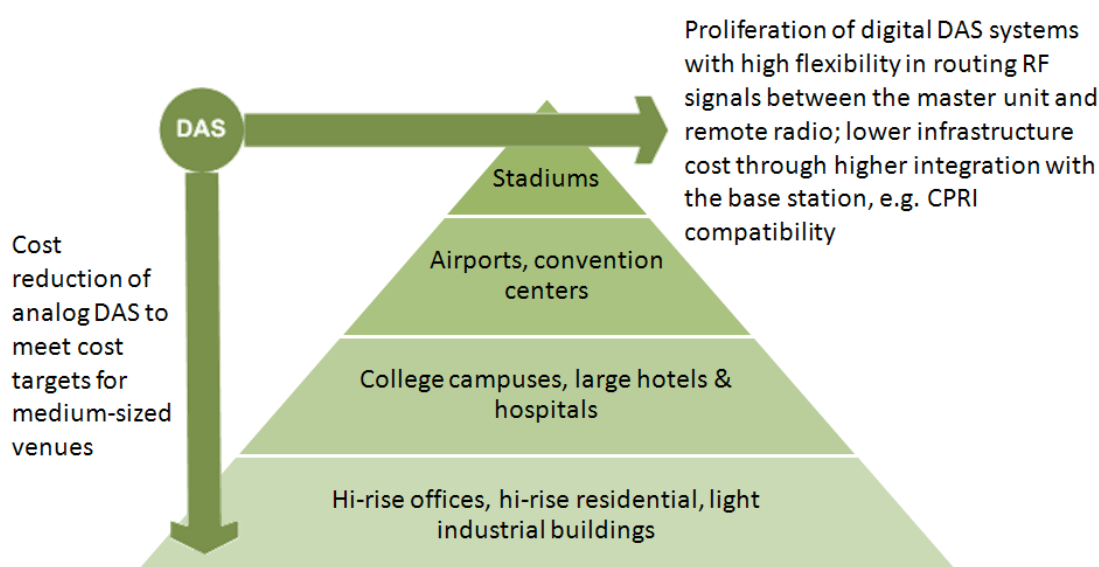 DAS
Proliferation of digital DAS systems
with high flexibility in routing RF
signals between the master unit and
remote radio; lower infrastructure
cost through higher integration with
the base station, e.g. CPRI
compatibility
Cost
reduction of
analog DAS to
meet cost
targets for
medium-sized
venues
Stadiums
Airports, convention
centers
College campuses, large hotels &
hospitals
Hi-rise offices, hi-rise residential, light
industrial buildings